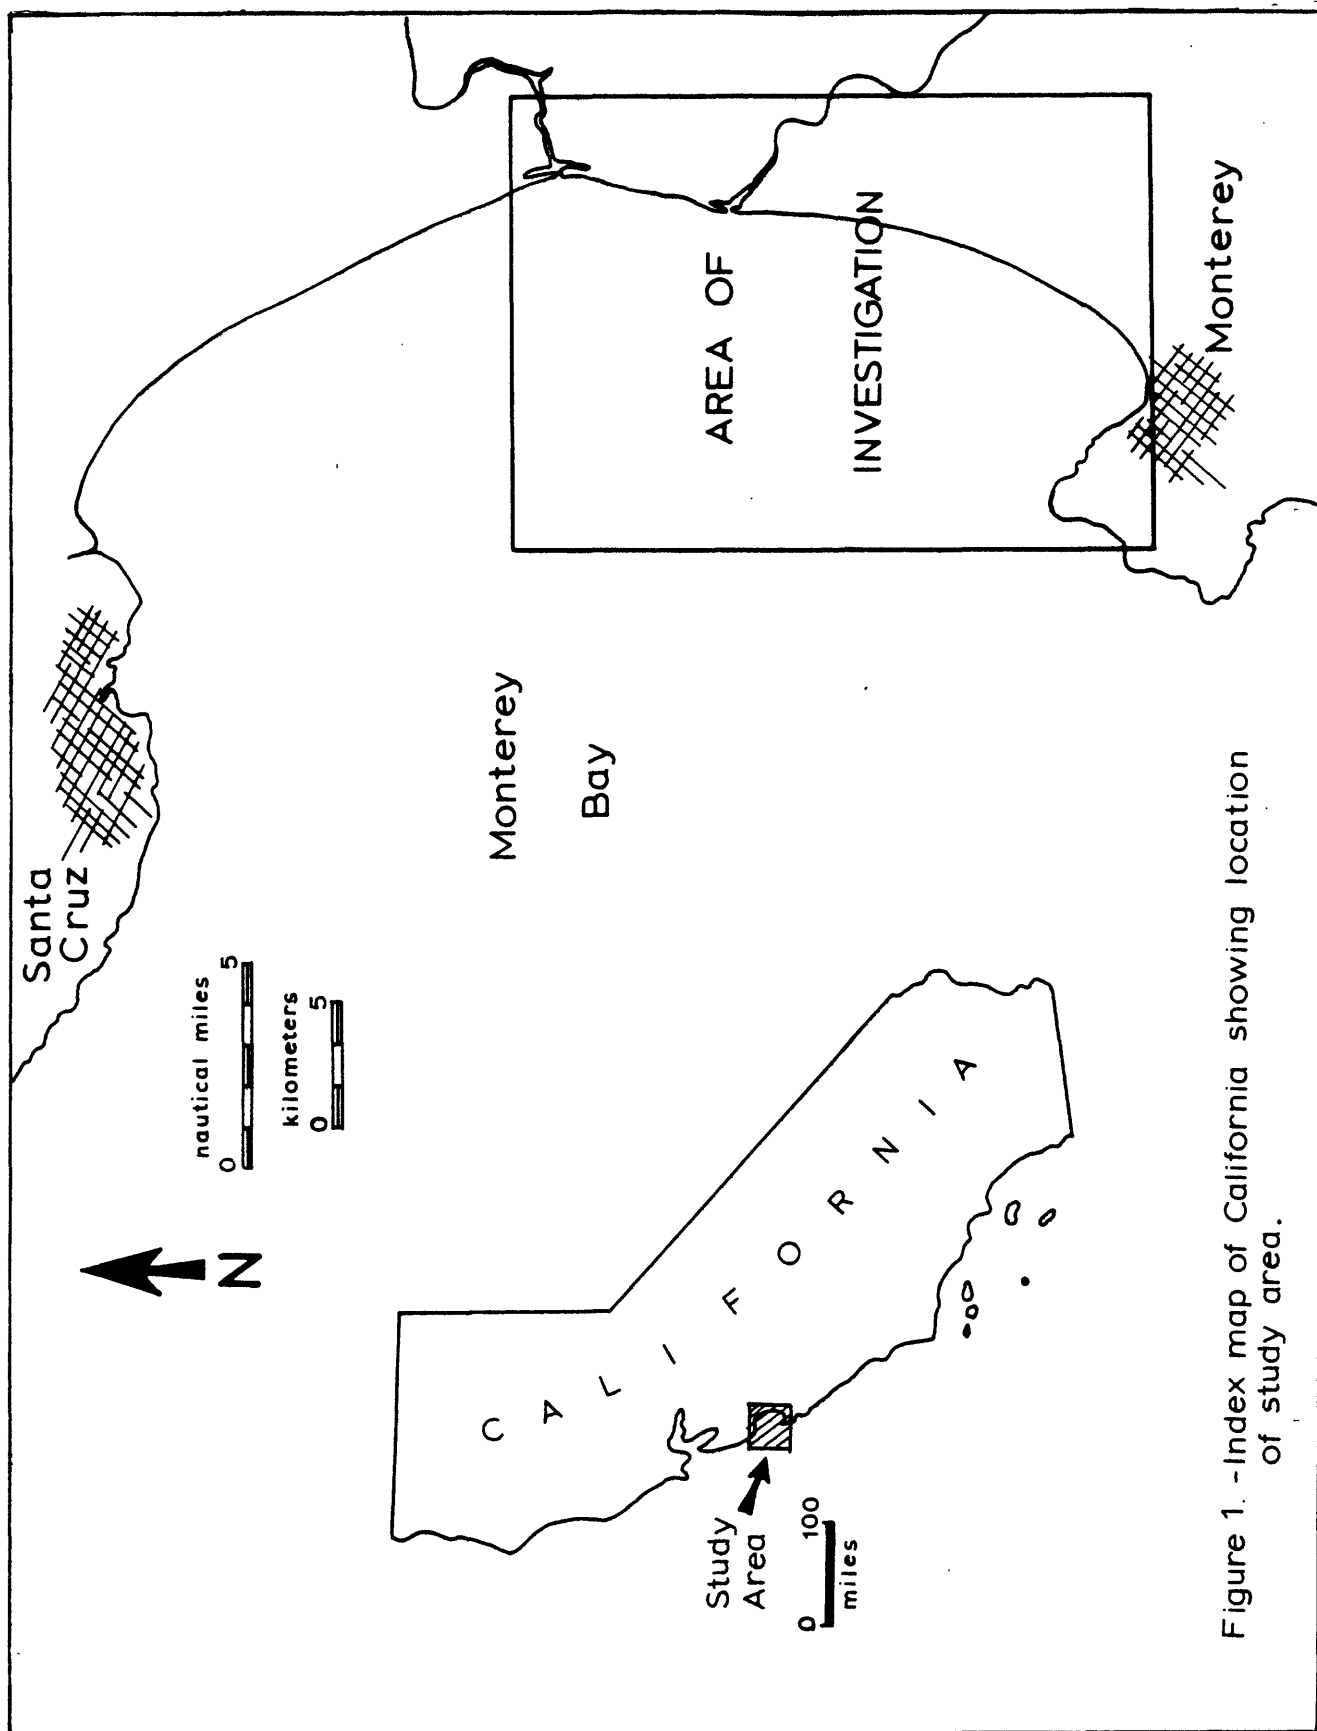 Santa
Cruz
nautical miles
0 5
kilometers
0 5
N
Monterey
Bay
AREA OF
INVESTIGATION
Monterey
CALIFORNIA
Study
Area
0 100
miles
Figure 1. -Index map of California showing location
of study area.